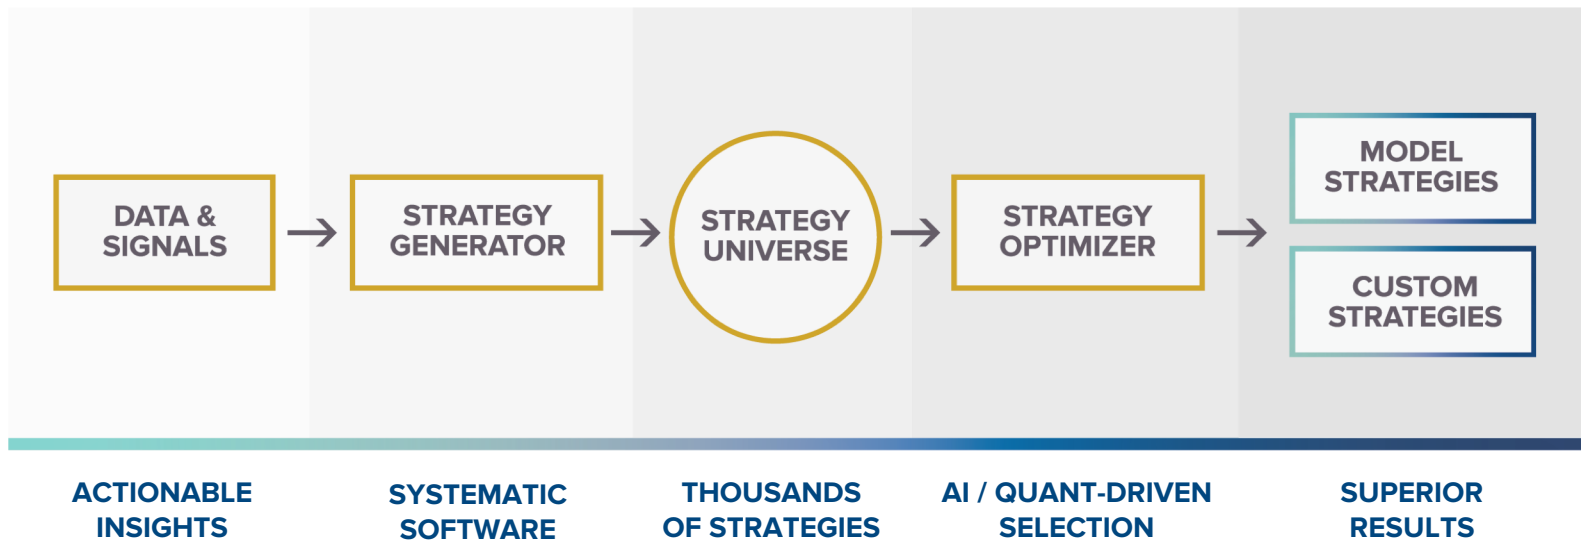 DATA &
SIGNALS
STRATEGY
GENERATOR
STRATEGY
UNIVERSE
STRATEGY
OPTIMIZER
MODEL
STRATEGIES
CUSTOM
STRATEGIES
ACTIONABLE
INSIGHTS
SYSTEMATIC
SOFTWARE
THOUSANDS
OF STRATEGIES
AI / QUANT-DRIVEN
SELECTION
SUPERIOR
RESULTS